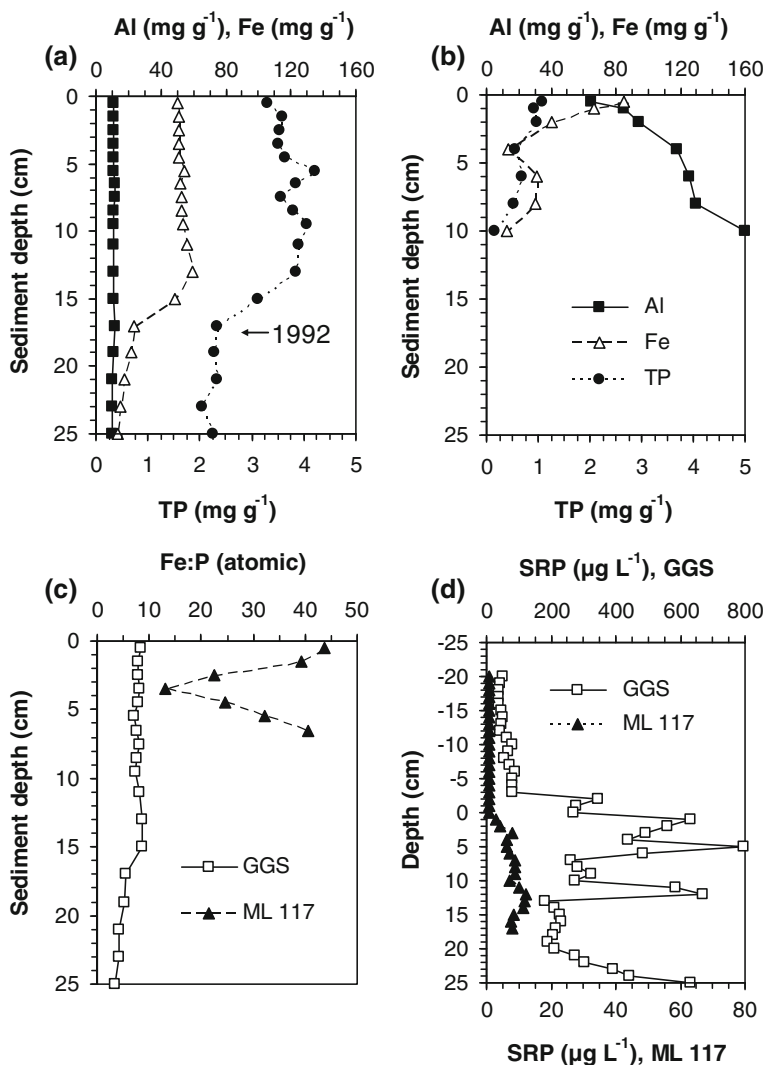 Al (mg g-1), Fe (mg g-1)
(a)
0 40 80 120 160
0
5
10
15
20
25
Sediment depth (cm)
1992
0 1 2 3 4 5
TP (mg g-1)
Al (mg g-1), Fe (mg g-1)
(b)
0 40 80 120 160
0
5
10
15
20
25
Sediment depth (cm)
Al
Fe
TP
0 1 2 3 4 5
TP (mg g-1)
Fe:P (atomic)
(c)
0 10 20 30 40 50
0
5
10
15
20
25
Sediment depth (cm)
GGS
ML 117
SRP (µg L-1), GGS
(d)
0 200 400 600 800
-25
-20
-15
-10
-5
0
5
10
15
20
25
Depth (cm)
GGS
ML 117
0 20 40 60 80
SRP (µg L-1), ML 117